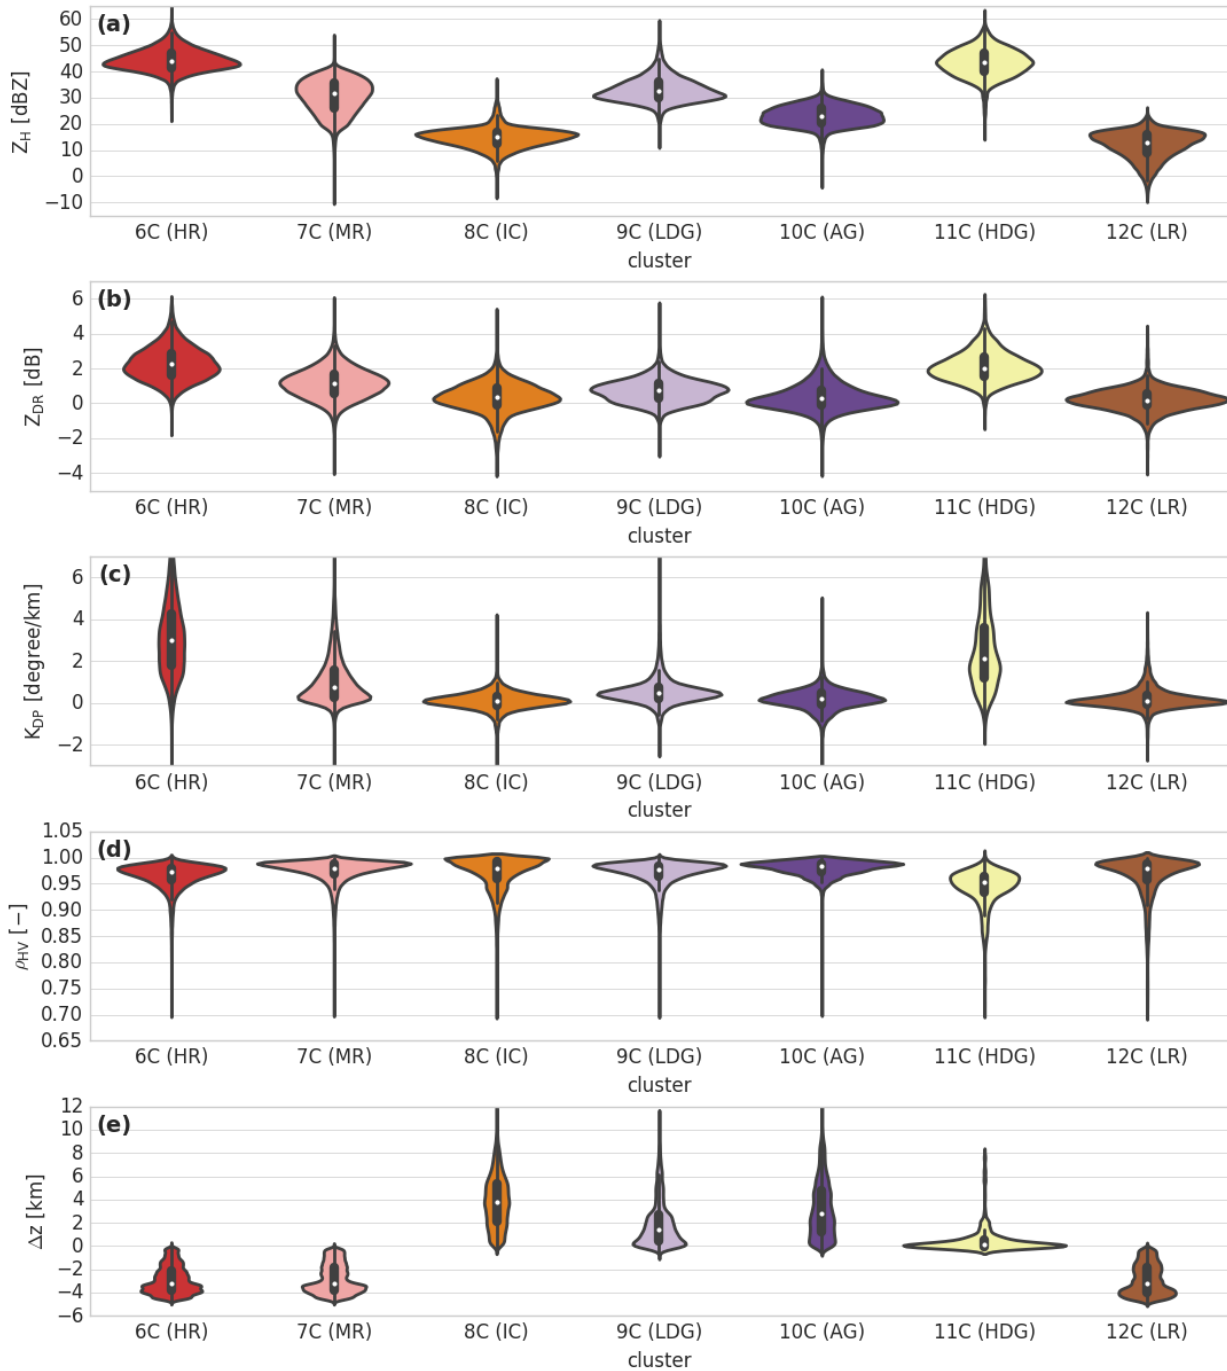 (a)
Z_H [dBZ]
60
50
40
30
20
10
0
−10
6C (HR) 7C (MR) 8C (IC) 9C (LDG) 10C (AG) 11C (HDG) 12C (LR)
cluster
(b)
Z_DR [dB]
6
4
2
0
−2
−4
6C (HR) 7C (MR) 8C (IC) 9C (LDG) 10C (AG) 11C (HDG) 12C (LR)
cluster
(c)
K_DP [degree/km]
6
4
2
0
−2
6C (HR) 7C (MR) 8C (IC) 9C (LDG) 10C (AG) 11C (HDG) 12C (LR)
cluster
(d)
ρ_HV [−]
1.05
1.00
0.95
0.90
0.85
0.80
0.75
0.70
0.65
6C (HR) 7C (MR) 8C (IC) 9C (LDG) 10C (AG) 11C (HDG) 12C (LR)
cluster
(e)
Δz [km]
12
10
8
6
4
2
0
−2
−4
−6
6C (HR) 7C (MR) 8C (IC) 9C (LDG) 10C (AG) 11C (HDG) 12C (LR)
cluster